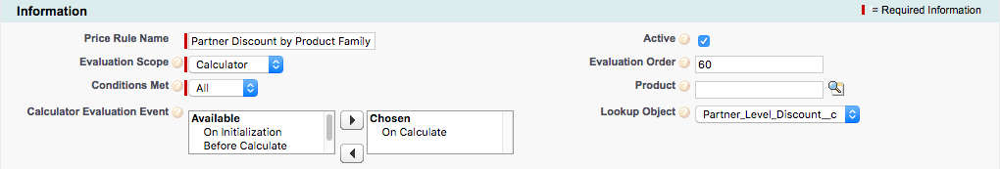 Information
= Required Information
Price Rule Name Partner Discount by Product Family Active
Evaluation Scope ? Calculator Evaluation Order ? 60
Conditions Met ? All Product ?
Calculator Evaluation Event ? Available Chosen Lookup Object ? Partner_Level_Discount__c
On Initialization On Calculate
Before Calculate